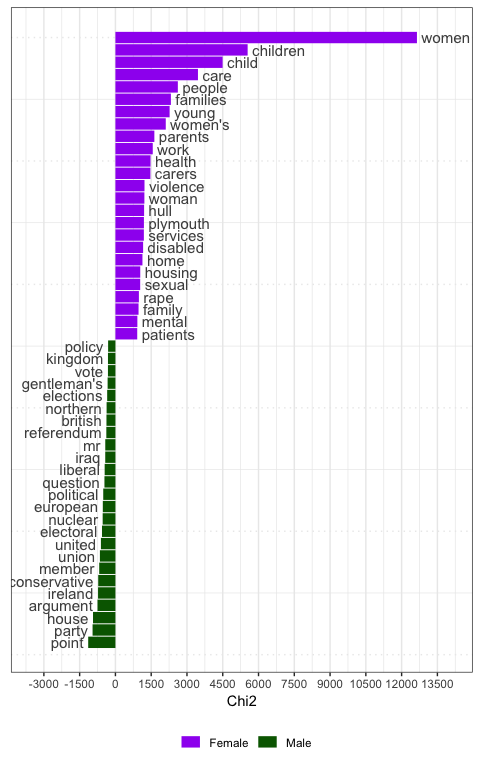 women
children
child
care
people
families
young
women's
parents
work
health
carers
violence
woman
hull
plymouth
services
disabled
home
housing
sexual
rape
family
mental
patients
policy
kingdom
vote
gentleman's
elections
northern
british
referendum
mr
iraq
liberal
question
political
european
nuclear
electoral
united
union
member
conservative
ireland
argument
house
party
point
-3000 -1500 0 1500 3000 4500 6000 7500 9000 10500 12000 13500
Chi2
Female Male